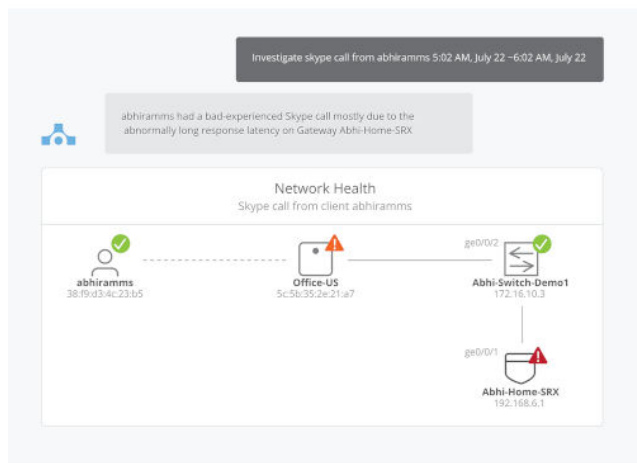 Investigate skype call from abhiramms 5:02 AM, July 22 ~6:02 AM, July 22
abhiramms had a bad-experienced Skype call mostly due to the
abnormally long response latency on Gateway Abhi-Home-SRX
Network Health
Skype call from client abhiramms
abhiramms
38:f9:d3:4c:23:b5
Office-US
5c:5b:35:2e:21:a7
ge0/0/2
Abhi-Switch-Demo1
172.16.10.3
ge0/0/1
Abhi-Home-SRX
192.168.6.1